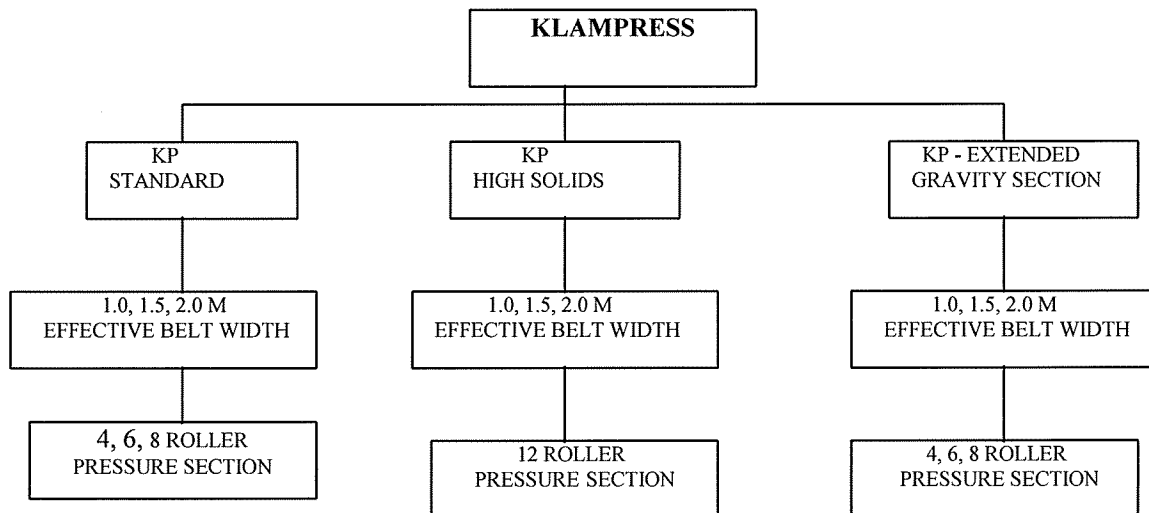 KLAMPRESS
KP
STANDARD
KP
HIGH SOLIDS
KP - EXTENDED
GRAVITY SECTION
1.0, 1.5, 2.0 M
EFFECTIVE BELT WIDTH
1.0, 1.5, 2.0 M
EFFECTIVE BELT WIDTH
1.0, 1.5, 2.0 M
EFFECTIVE BELT WIDTH
4, 6, 8 ROLLER
PRESSURE SECTION
12 ROLLER
PRESSURE SECTION
4, 6, 8 ROLLER
PRESSURE SECTION